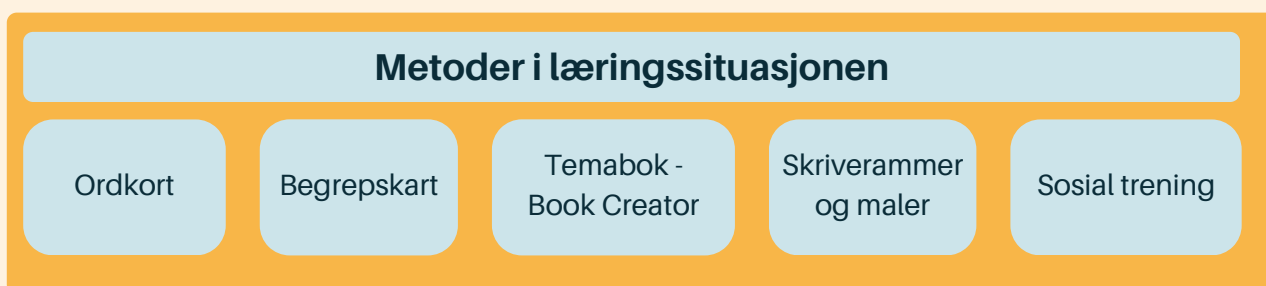 Metoder i læringssituasjonen
Ordkort
Begrepskart
Temabok -
Book Creator
Skriverammer
og maler
Sosial trening